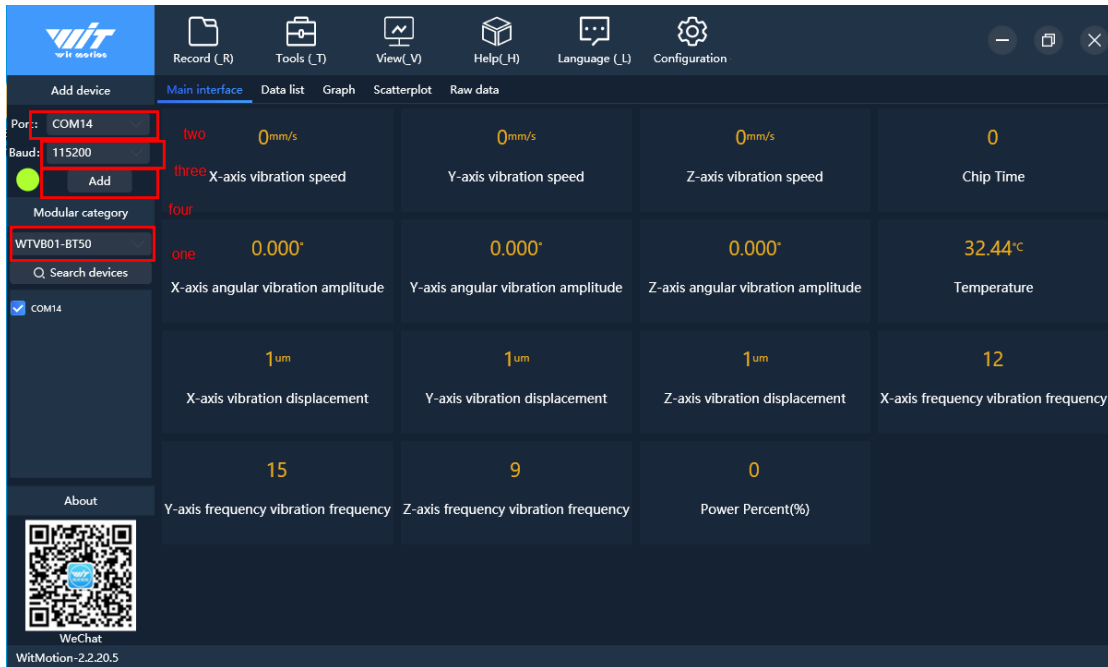 WiT
wit motion
Record (_R)
Tools (_T)
View(_V)
Help(_H)
Language (_L)
Configuration
Add device
Main interface
Data list
Graph
Scatterplot
Raw data
Port:
COM14
Baud:
115200
Add
two
three
four
one
Modular category
WTVB01-BT50
Search devices
COM14
0mm/s
X-axis vibration speed
0mm/s
Y-axis vibration speed
0mm/s
Z-axis vibration speed
0
Chip Time
0.000°
X-axis angular vibration amplitude
0.000°
Y-axis angular vibration amplitude
0.000°
Z-axis angular vibration amplitude
32.44°C
Temperature
1um
X-axis vibration displacement
1um
Y-axis vibration displacement
1um
Z-axis vibration displacement
12
X-axis frequency vibration frequency
15
Y-axis frequency vibration frequency
9
Z-axis frequency vibration frequency
0
Power Percent(%)
About
WeChat
WitMotion-2.2.20.5